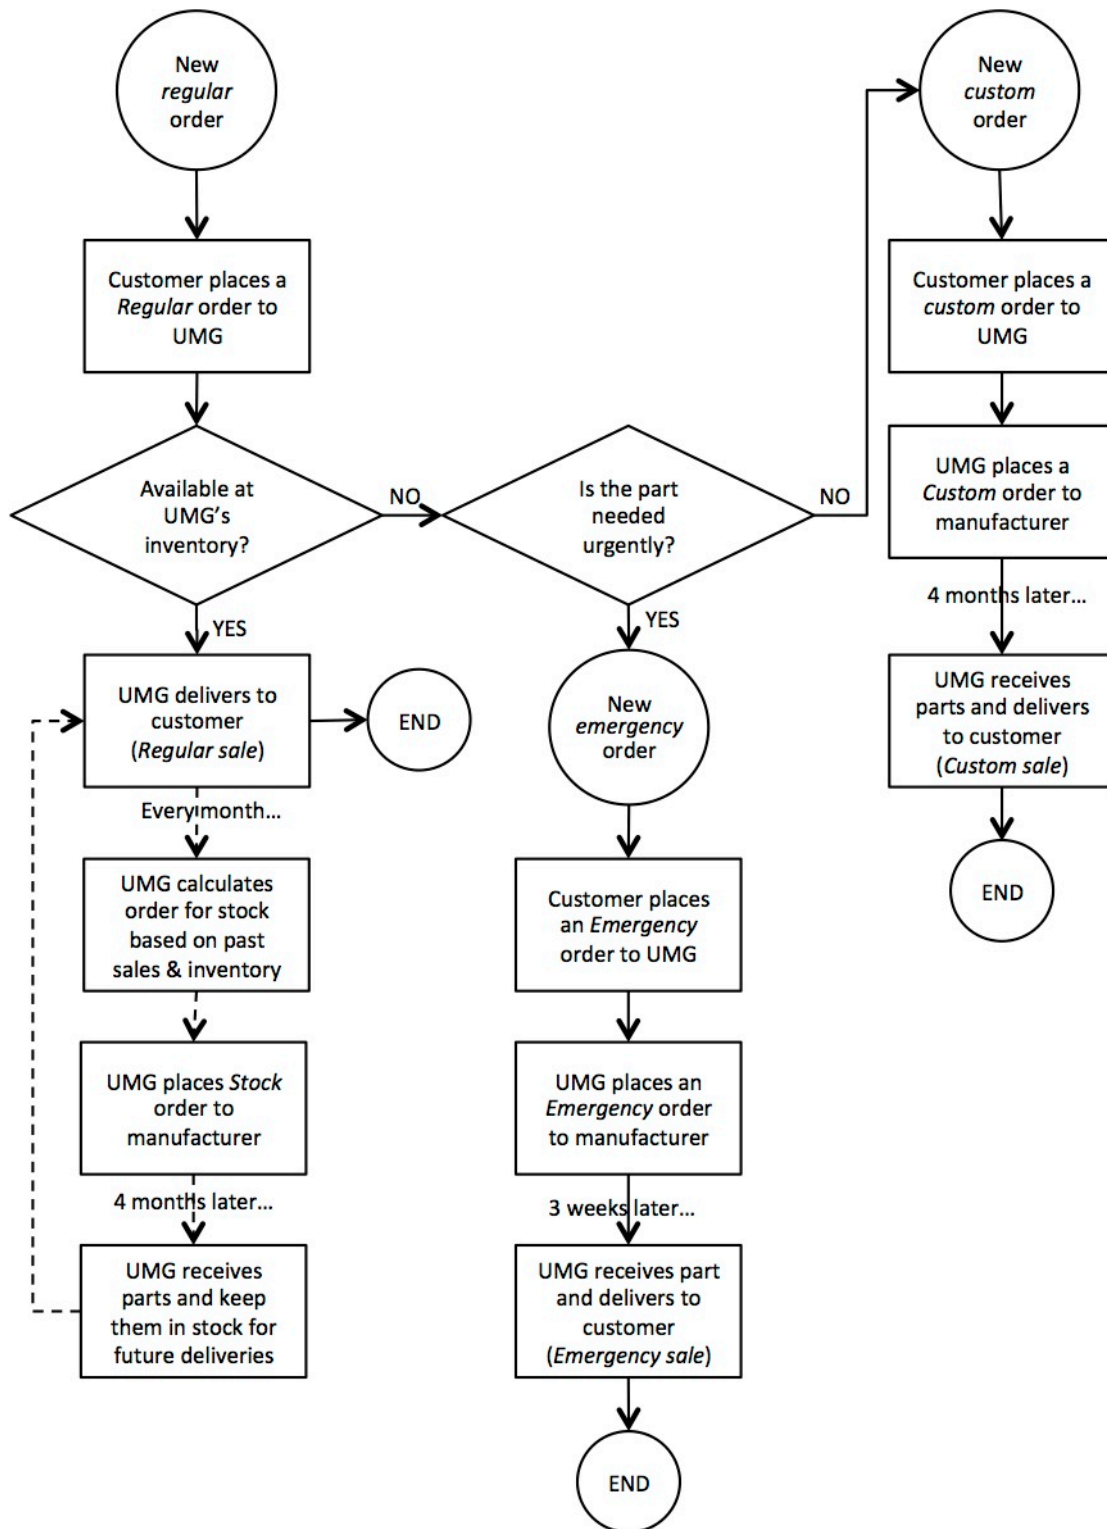 New
regular
order
Customer places a
Regular order to
UMG
Available at
UMG's
inventory?
NO
YES
UMG delivers to
customer
(Regular sale)
END
Every month...
UMG calculates
order for stock
based on past
sales & inventory
UMG places Stock
order to
manufacturer
4 months later...
UMG receives
parts and keep
them in stock for
future deliveries
Is the part
needed
urgently?
NO
YES
New
emergency
order
Customer places
an Emergency
order to UMG
UMG places an
Emergency order
to manufacturer
3 weeks later...
UMG receives part
and delivers to
customer
(Emergency sale)
END
New
custom
order
Customer places a
custom order to
UMG
UMG places a
Custom order to
manufacturer
4 months later...
UMG receives
parts and delivers
to customer
(Custom sale)
END